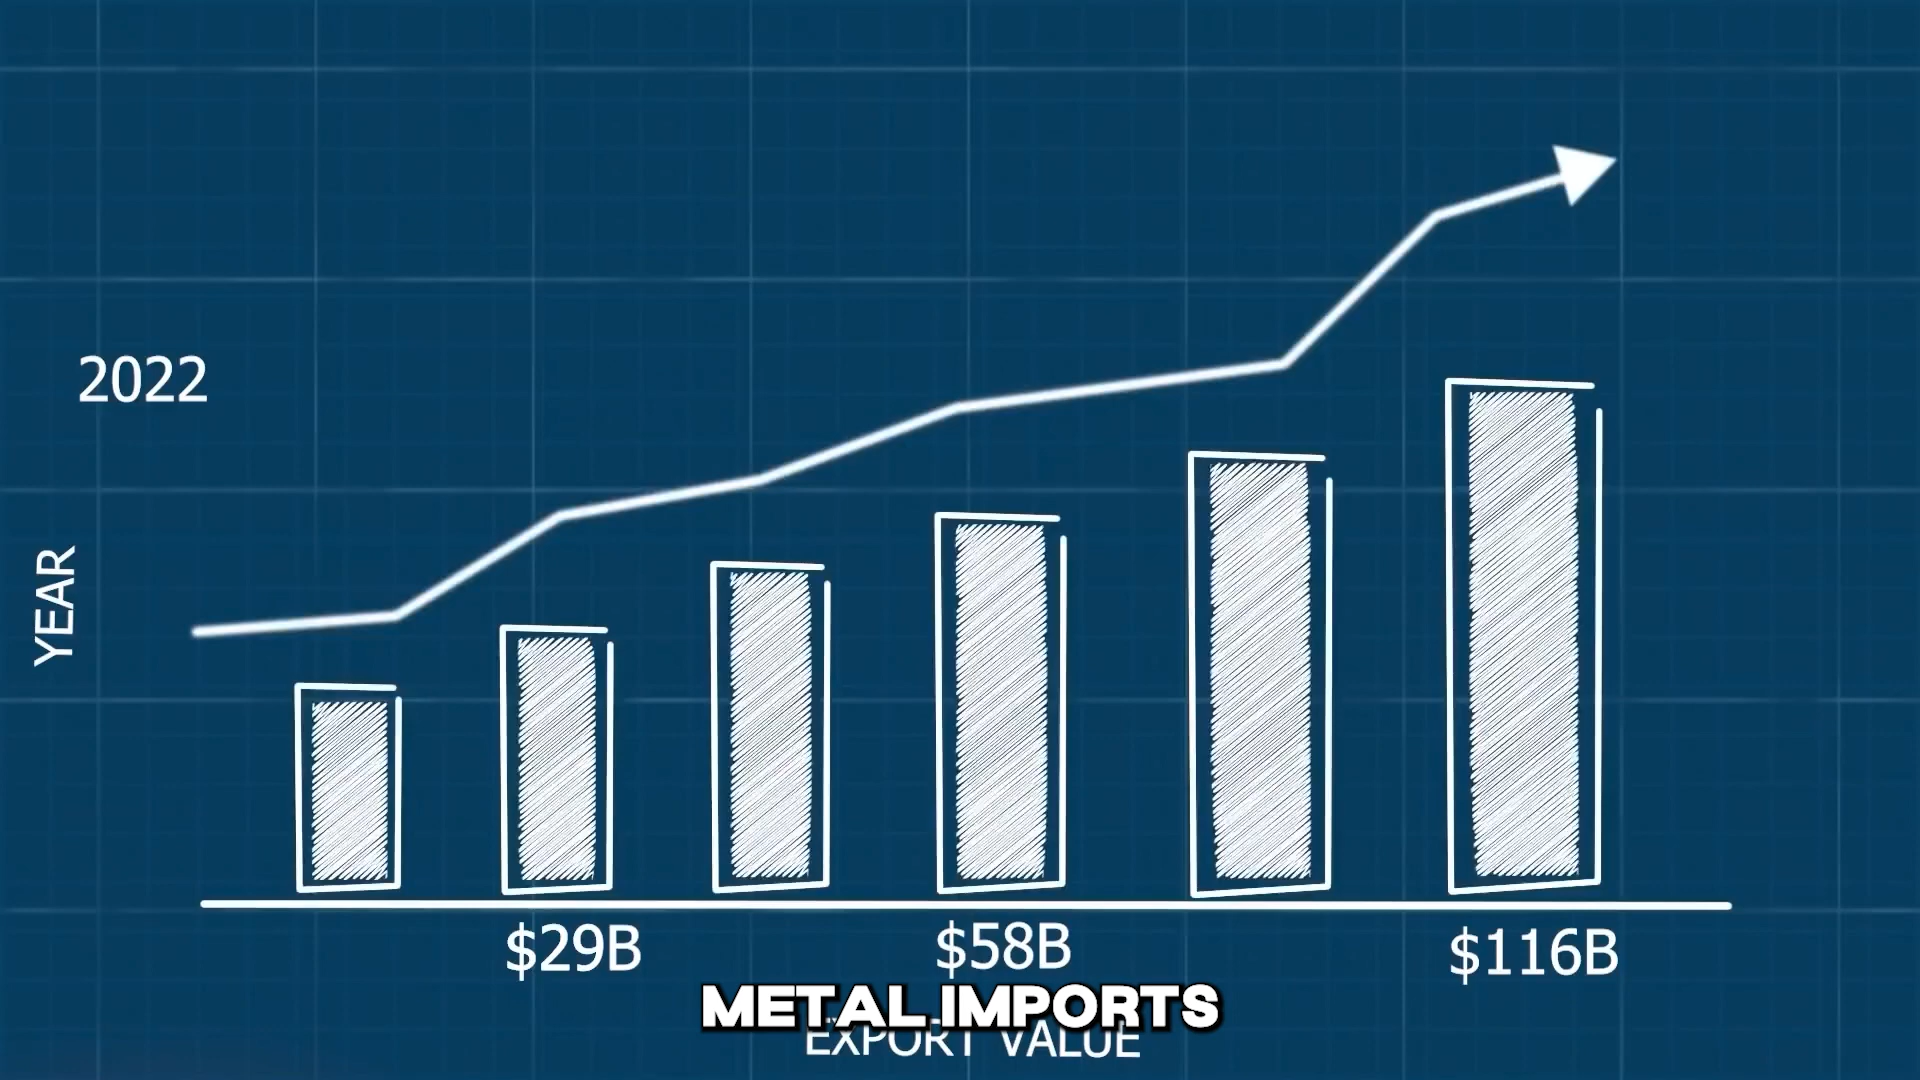 2022
YEAR
$29B $58B $116B
METAL IMPORTS
EXPORT VALUE